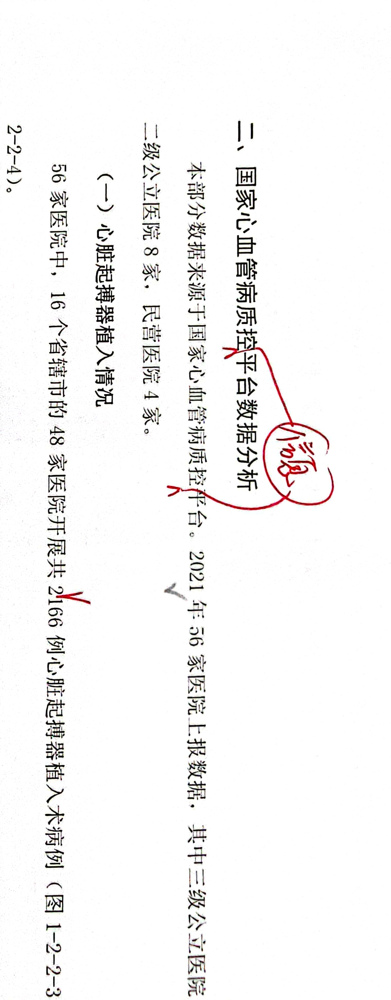 二、国家心血管病质控平台数据分析
信息
本部分数据来源于国家心血管病质控平台。2021 年 56 家医院上报数据，其中三级公立医院
二级公立医院 8 家，民营医院 4 家。
（一）心脏起搏器植入情况
56 家医院中，16 个省辖市的 48 家医院开展共 2166 例心脏起搏器植入术病例（图 1-2-2-3
2-2-4）。